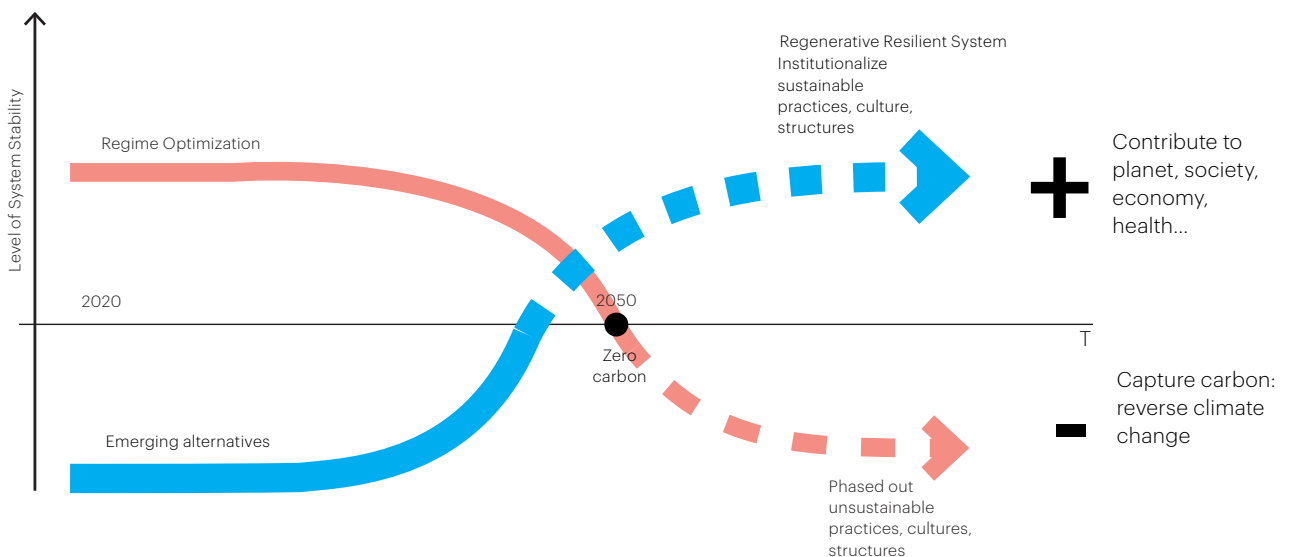 Level of System Stability
Regime Optimization
Regenerative Resilient System
Institutionalize
sustainable
practices, culture,
structures
Contribute to
planet, society,
economy,
health...
2020
2050
T
Zero
carbon
Capture carbon:
reverse climate
change
Emerging alternatives
Phased out
unsustainable
practices, cultures,
structures